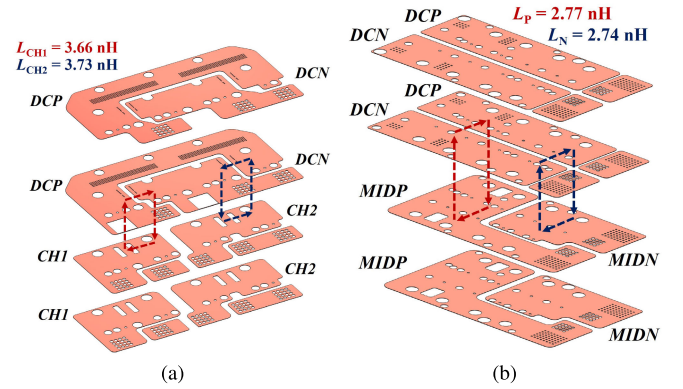 L_CH1 = 3.66 nH
L_CH2 = 3.73 nH
DCN
DCP
DCN
DCP
CH2
CH1
CH2
CH1
(a)
DCP
L_P = 2.77 nH
L_N = 2.74 nH
DCN
DCP
DCN
MIDP
MIDP
MIDN
MIDN
(b)